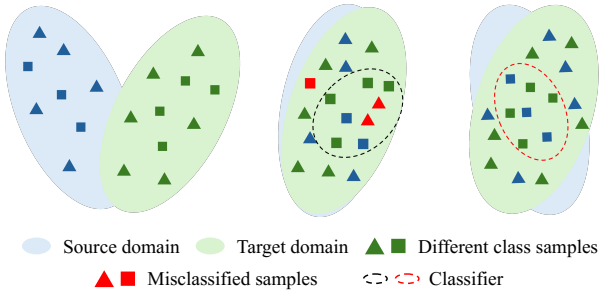 Source domain Target domain Different class samples
Misclassified samples Classifier